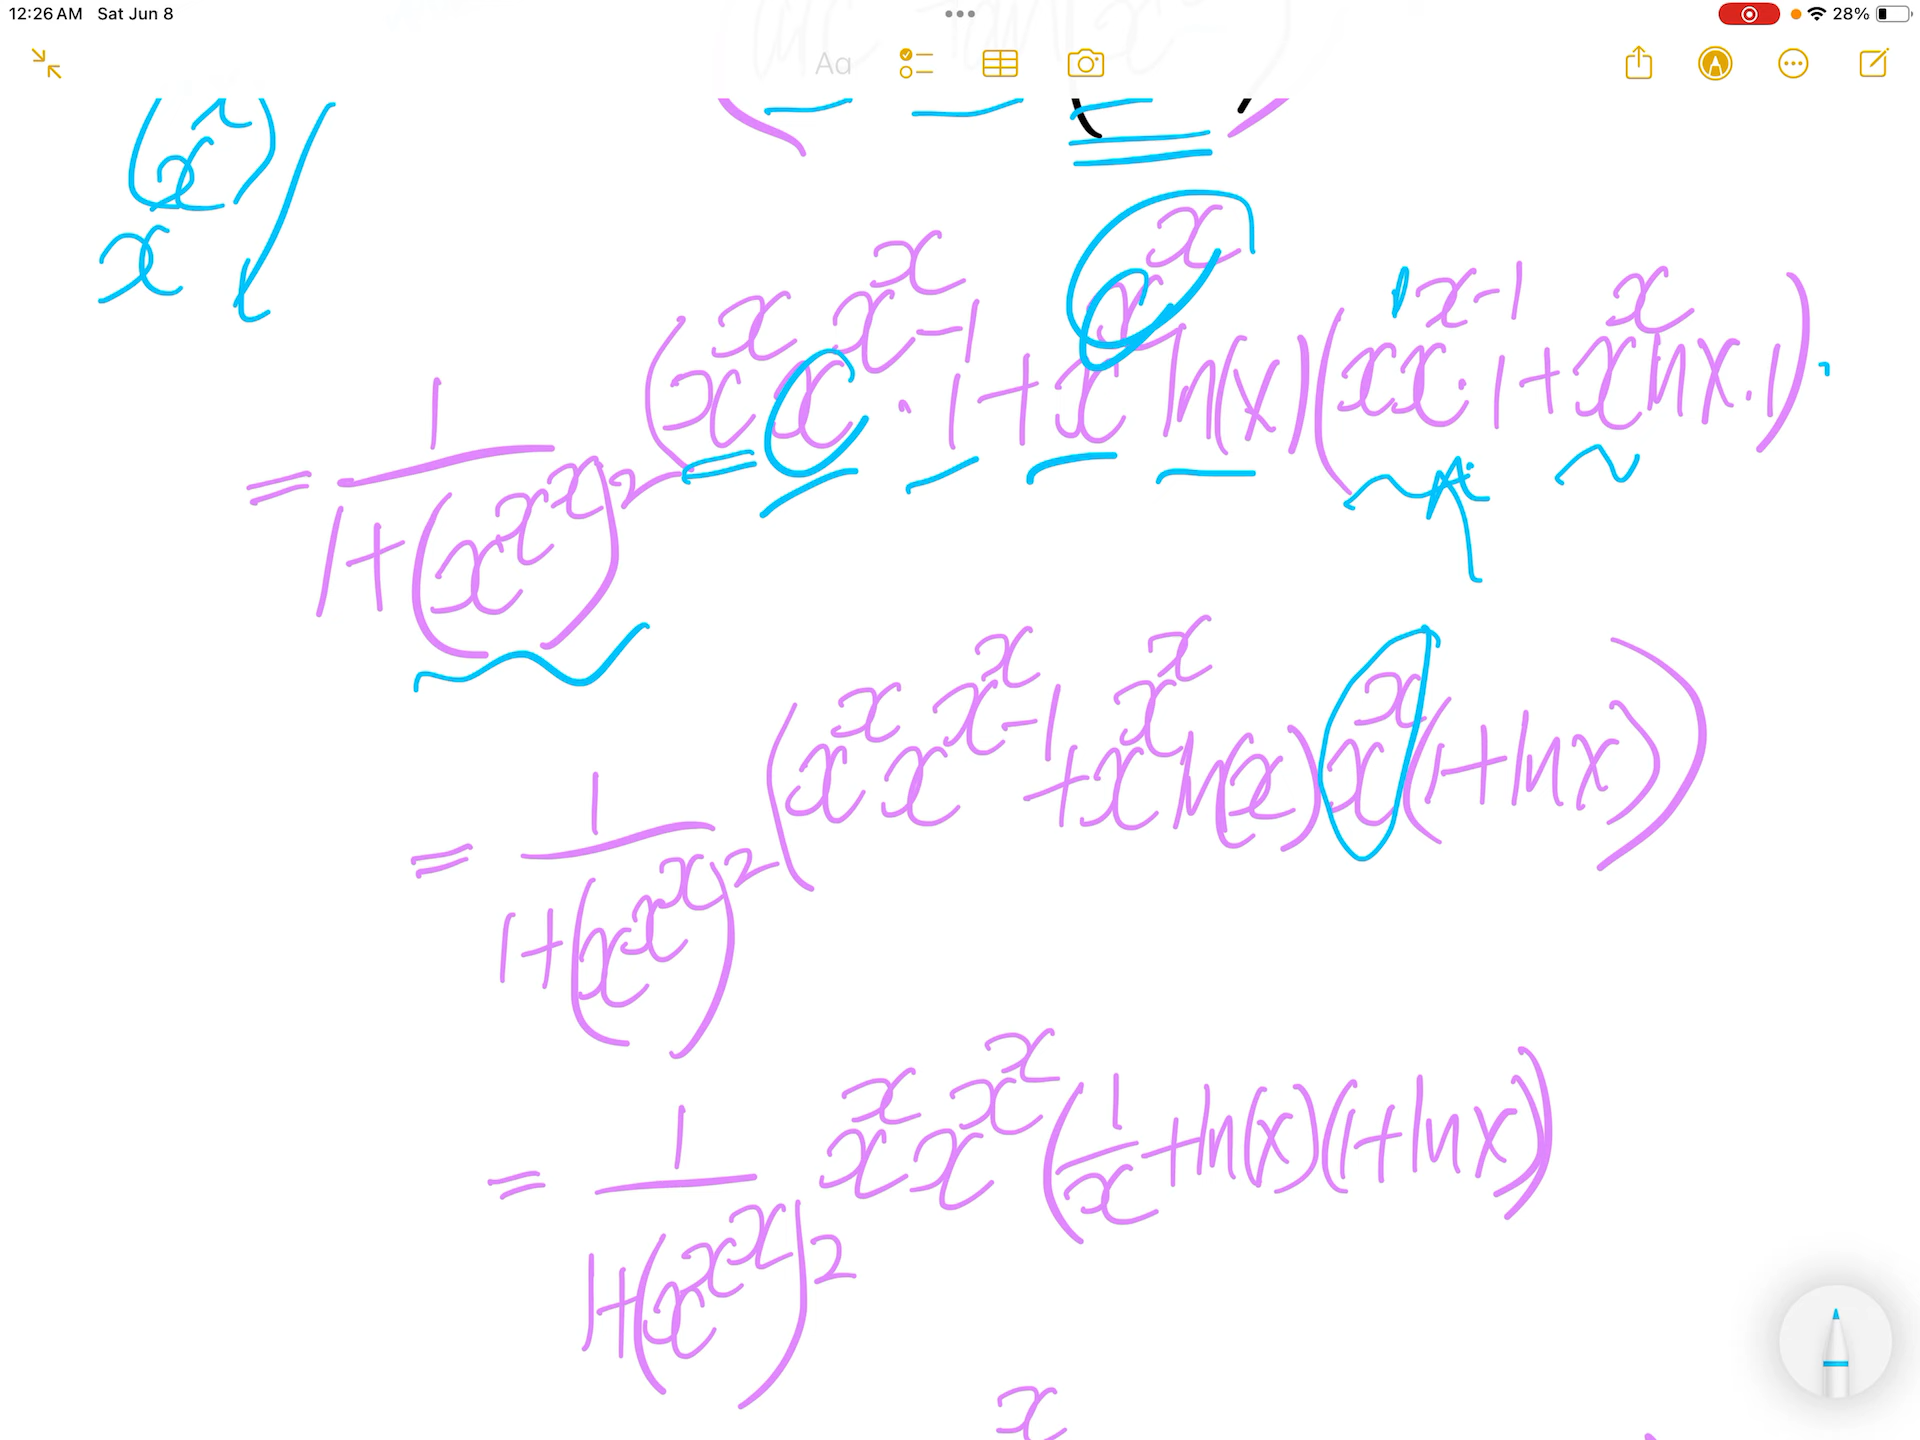 12:26 AM Sat Jun 8
28%
Aa
x^(x^x)
= 1/(1+(x^(x^x))^2) (x^x x^(x^x-1) · 1 + x^(x^x) ln(x) (x x^(x-1) · 1 + x^x ln x · 1)
= 1/(1+(x^(x^x))^2) (x^x x^(x^x-1) + x^(x^x) ln(x) x^x (1 + ln x))
= 1/(1+(x^(x^x))^2) x^x x^(x^x) (1/x + ln(x)(1 + ln x))
x